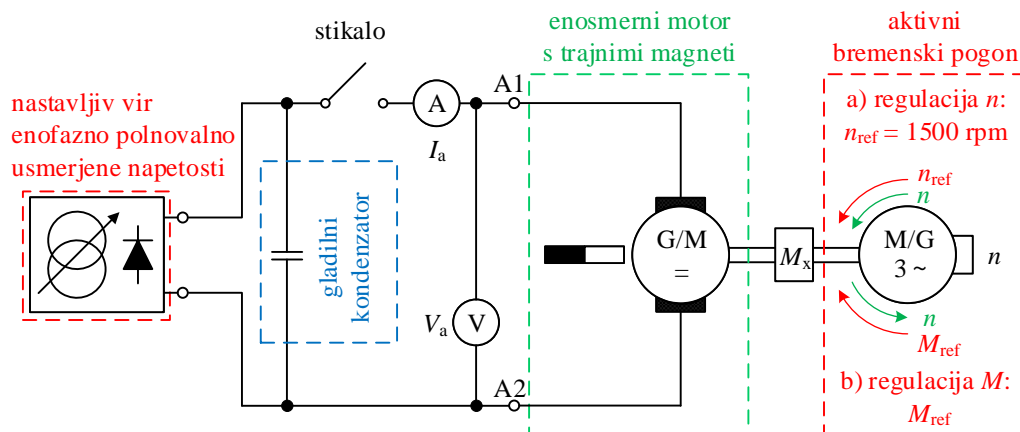 nastavljiv vir
enofazno polnovalno
usmerjene napetosti
stikalo
A
I_a
A1
gladilni
kondenzator
V_a
V
A2
enosmerni motor
s trajnimi magneti
G/M
=
M_x
aktivni
bremenski pogon
a) regulacija n:
n_ref = 1500 rpm
n_ref
n
M/G
3 ~
n
n
M_ref
b) regulacija M:
M_ref